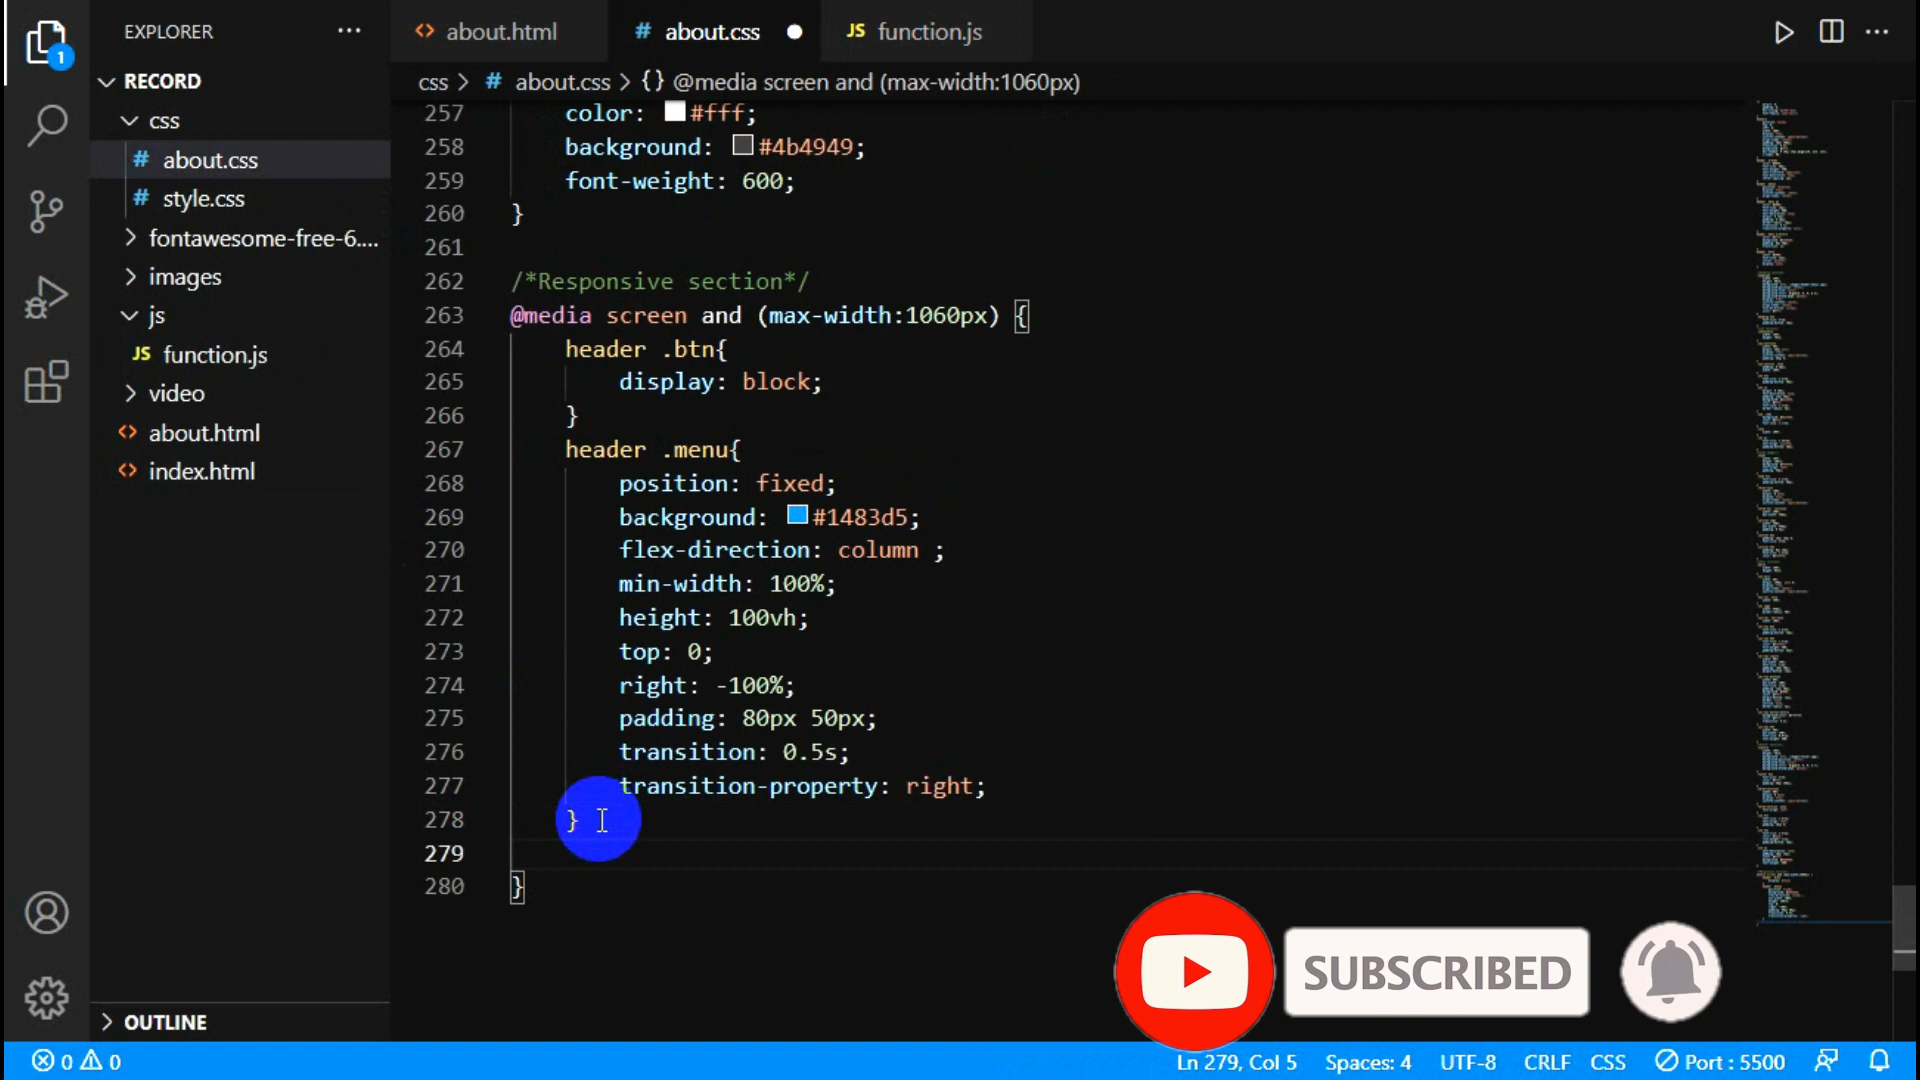 EXPLORER
RECORD
css
# about.css
# style.css
fontawesome-free-6....
images
js
JS function.js
video
<> about.html
<> index.html
OUTLINE
1
<> about.html
# about.css
JS function.js
css > # about.css > {} @media screen and (max-width:1060px)
257 color: #fff;
258 background: #4b4949;
259 font-weight: 600;
260 }
261
262 /*Responsive section*/
263 @media screen and (max-width:1060px) {
264 header .btn{
265 display: block;
266 }
267 header .menu{
268 position: fixed;
269 background: #1483d5;
270 flex-direction: column ;
271 min-width: 100%;
272 height: 100vh;
273 top: 0;
274 right: -100%;
275 padding: 80px 50px;
276 transition: 0.5s;
277 transition-property: right;
278 }
279
280 }
SUBSCRIBED
0 0
Ln 279, Col 5
Spaces: 4
UTF-8
CRLF
CSS
Port : 5500